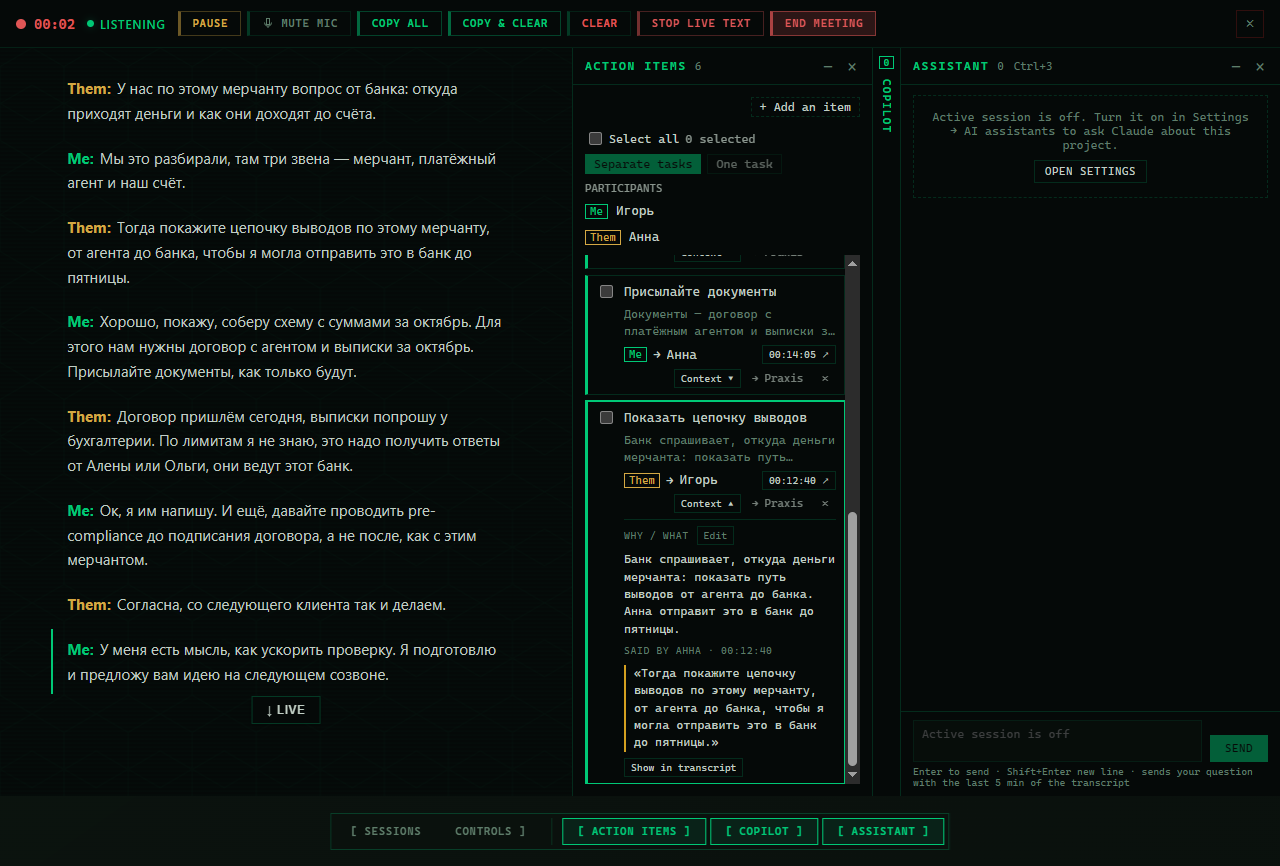 00:02 LISTENING PAUSE MUTE MIC COPY ALL COPY & CLEAR CLEAR STOP LIVE TEXT END MEETING ×
Them: У нас по этому мерчанту вопрос от банка: откуда
приходят деньги и как они доходят до счёта.
Me: Мы это разбирали, там три звена — мерчант, платёжный
агент и наш счёт.
Them: Тогда покажите цепочку выводов по этому мерчанту,
от агента до банка, чтобы я могла отправить это в банк до
пятницы.
Me: Хорошо, покажу, соберу схему с суммами за октябрь. Для
этого нам нужны договор с агентом и выписки за октябрь.
Присылайте документы, как только будут.
Them: Договор пришлём сегодня, выписки попрошу у
бухгалтерии. По лимитам я не знаю, это надо получить ответы
от Алены или Ольги, они ведут этот банк.
Me: Ок, я им напишу. И ещё, давайте проводить pre-
compliance до подписания договора, а не после, как с этим
мерчантом.
Them: Согласна, со следующего клиента так и делаем.
Me: У меня есть мысль, как ускорить проверку. Я подготовлю
и предложу вам идею на следующем созвоне.
↓ LIVE
ACTION ITEMS 6 — ×
+ Add an item
Select all 0 selected
Separate tasks One task
PARTICIPANTS
Me Игорь
Them Анна
Присылайте документы
Документы — договор с
платёжным агентом и выписки з…
Me → Анна 00:14:05 ↗
Context ▾ → Praxis ×
Показать цепочку выводов
Банк спрашивает, откуда деньги
мерчанта: показать путь…
Them → Игорь 00:12:40 ↗
Context ▴ → Praxis ×
WHY / WHAT Edit
Банк спрашивает, откуда деньги
мерчанта: показать путь
выводов от агента до банка.
Анна отправит это в банк до
пятницы.
SAID BY АННА · 00:12:40
«Тогда покажите цепочку
выводов по этому мерчанту,
от агента до банка, чтобы я
могла отправить это в банк
до пятницы.»
Show in transcript
0 COPILOT
ASSISTANT 0 Ctrl+3 — ×
Active session is off. Turn it on in Settings
→ AI assistants to ask Claude about this
project.
OPEN SETTINGS
Active session is off
SEND
Enter to send · Shift+Enter new line · sends your question
with the last 5 min of the transcript
[ SESSIONS CONTROLS ] [ ACTION ITEMS ] [ COPILOT ] [ ASSISTANT ]